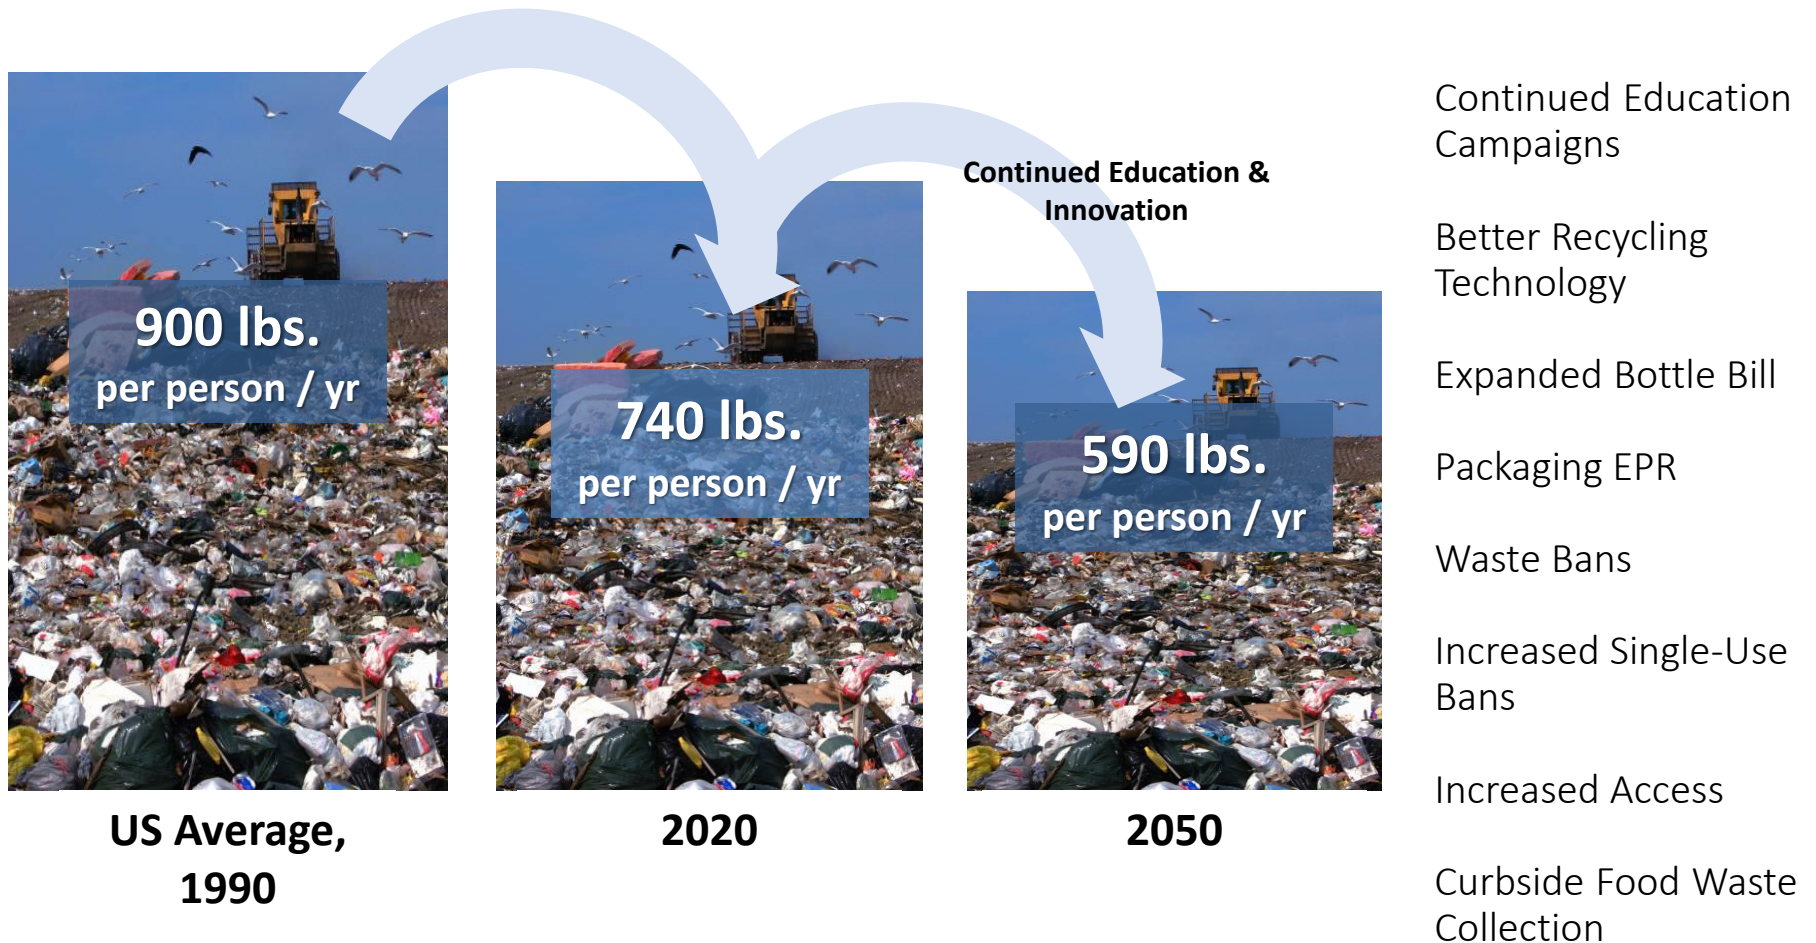 900 lbs.
per person / yr
US Average,
1990
740 lbs.
per person / yr
2020
Continued Education &
Innovation
590 lbs.
per person / yr
2050
Continued Education
Campaigns
Better Recycling
Technology
Expanded Bottle Bill
Packaging EPR
Waste Bans
Increased Single-Use
Bans
Increased Access
Curbside Food Waste
Collection